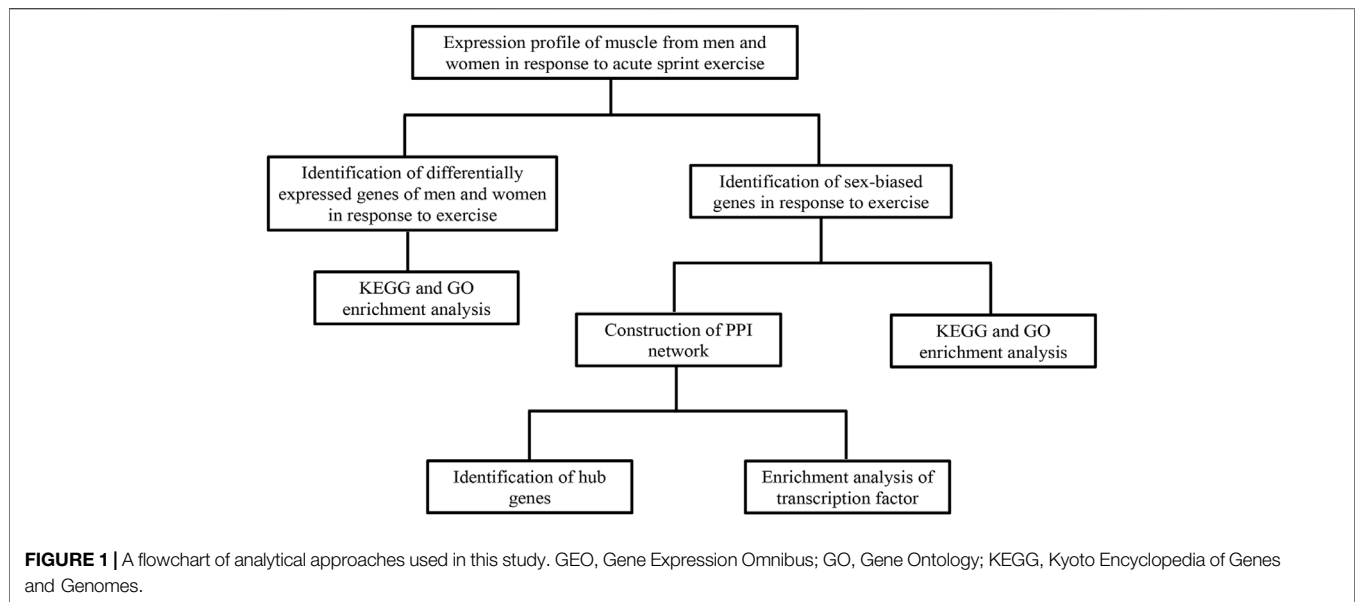 Expression profile of muscle from men and
women in response to acute sprint exercise
Identification of differentially
expressed genes of men and women
in response to exercise
Identification of sex-biased
genes in response to exercise
KEGG and GO
enrichment analysis
Construction of PPI
network
KEGG and GO
enrichment analysis
Identification of hub
genes
Enrichment analysis of
transcription factor
FIGURE 1 | A flowchart of analytical approaches used in this study. GEO, Gene Expression Omnibus; GO, Gene Ontology; KEGG, Kyoto Encyclopedia of Genes
and Genomes.